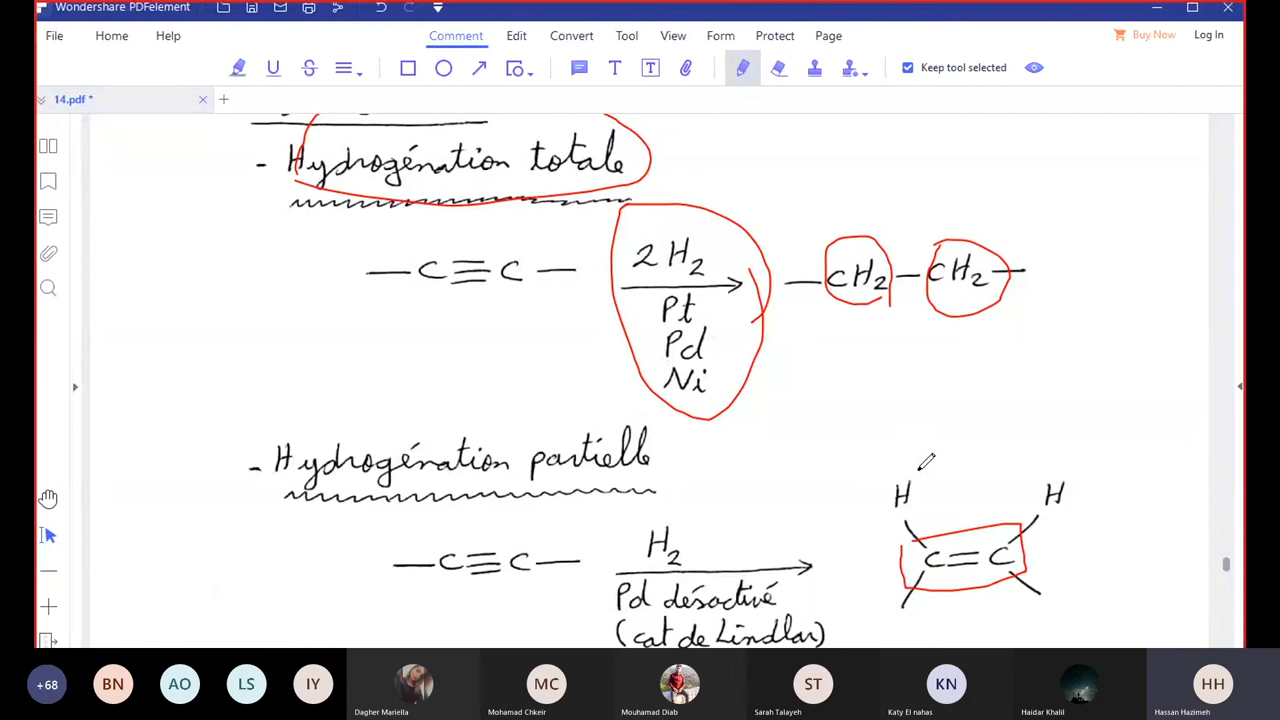 Wondershare PDFelement
File Home Help Comment Edit Convert Tool View Form Protect Page Buy Now Log In
Keep tool selected
14.pdf *
- Hydrogénation totale
— C ≡ C — 2 H2 — CH2 — CH2 —
Pt
Pd
Ni
- Hydrogénation partielle
H H
— C ≡ C — H2 C = C
Pd désactivé
(cat de Lindlar)
+68 BN AO LS IY MC ST KN HH
Dagher Mariella Mohamad Chkeir Mouhamad Diab Sarah Talayeh Katy El nahas Haidar Khalil Hassan Hazimeh